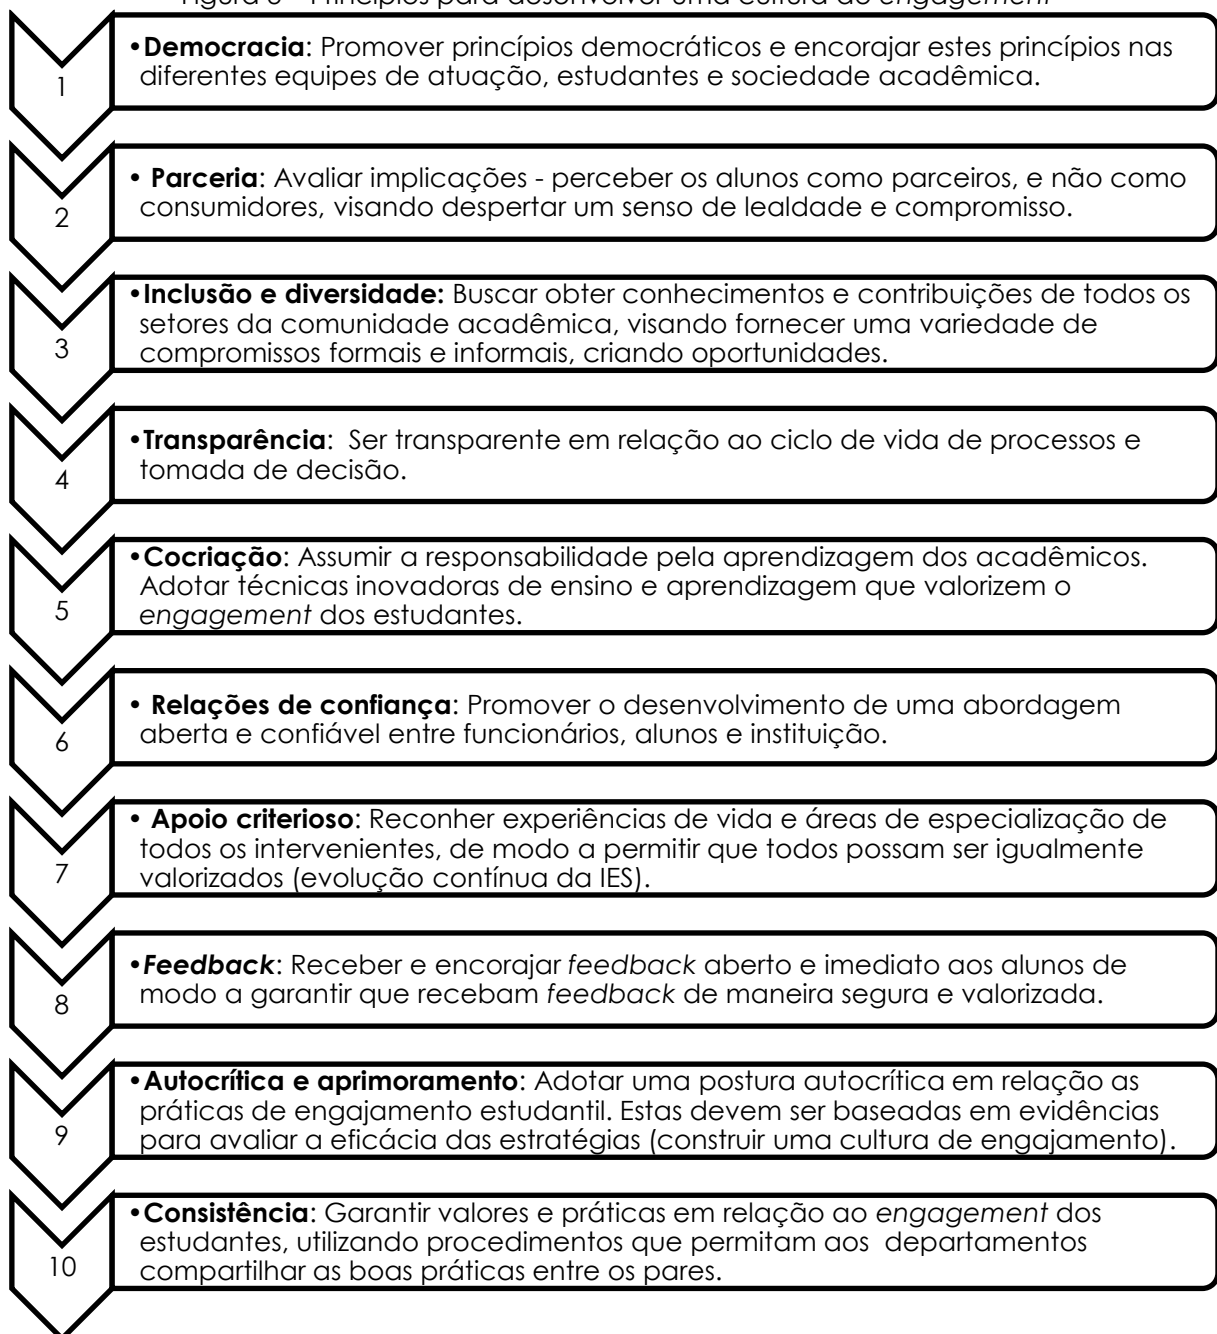 Figura 3 - Princípios para desenvolver uma cultura do engagement
1
•Democracia: Promover princípios democráticos e encorajar estes princípios nas
diferentes equipes de atuação, estudantes e sociedade acadêmica.
2
• Parceria: Avaliar implicações - perceber os alunos como parceiros, e não como
consumidores, visando despertar um senso de lealdade e compromisso.
3
•Inclusão e diversidade: Buscar obter conhecimentos e contribuições de todos os
setores da comunidade acadêmica, visando fornecer uma variedade de
compromissos formais e informais, criando oportunidades.
4
•Transparência: Ser transparente em relação ao ciclo de vida de processos e
tomada de decisão.
5
•Cocriação: Assumir a responsabilidade pela aprendizagem dos acadêmicos.
Adotar técnicas inovadoras de ensino e aprendizagem que valorizem o
engagement dos estudantes.
6
• Relações de confiança: Promover o desenvolvimento de uma abordagem
aberta e confiável entre funcionários, alunos e instituição.
7
• Apoio criterioso: Reconher experiências de vida e áreas de especialização de
todos os intervenientes, de modo a permitir que todos possam ser igualmente
valorizados (evolução contínua da IES).
8
•Feedback: Receber e encorajar feedback aberto e imediato aos alunos de
modo a garantir que recebam feedback de maneira segura e valorizada.
9
•Autocrítica e aprimoramento: Adotar uma postura autocrítica em relação as
práticas de engajamento estudantil. Estas devem ser baseadas em evidências
para avaliar a eficácia das estratégias (construir uma cultura de engajamento).
10
•Consistência: Garantir valores e práticas em relação ao engagement dos
estudantes, utilizando procedimentos que permitam aos departamentos
compartilhar as boas práticas entre os pares.